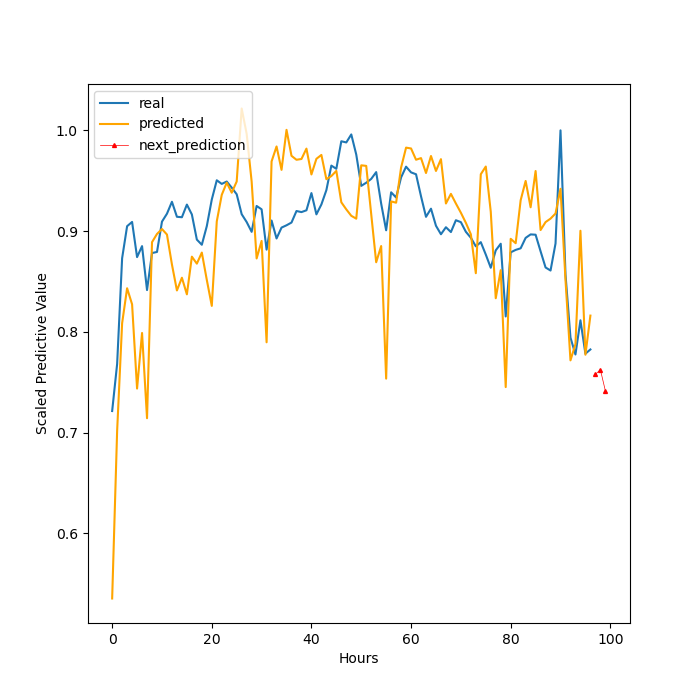 real
predicted
next_prediction
1.0
0.9
0.8
0.7
0.6
Scaled Predictive Value
0 20 40 60 80 100
Hours